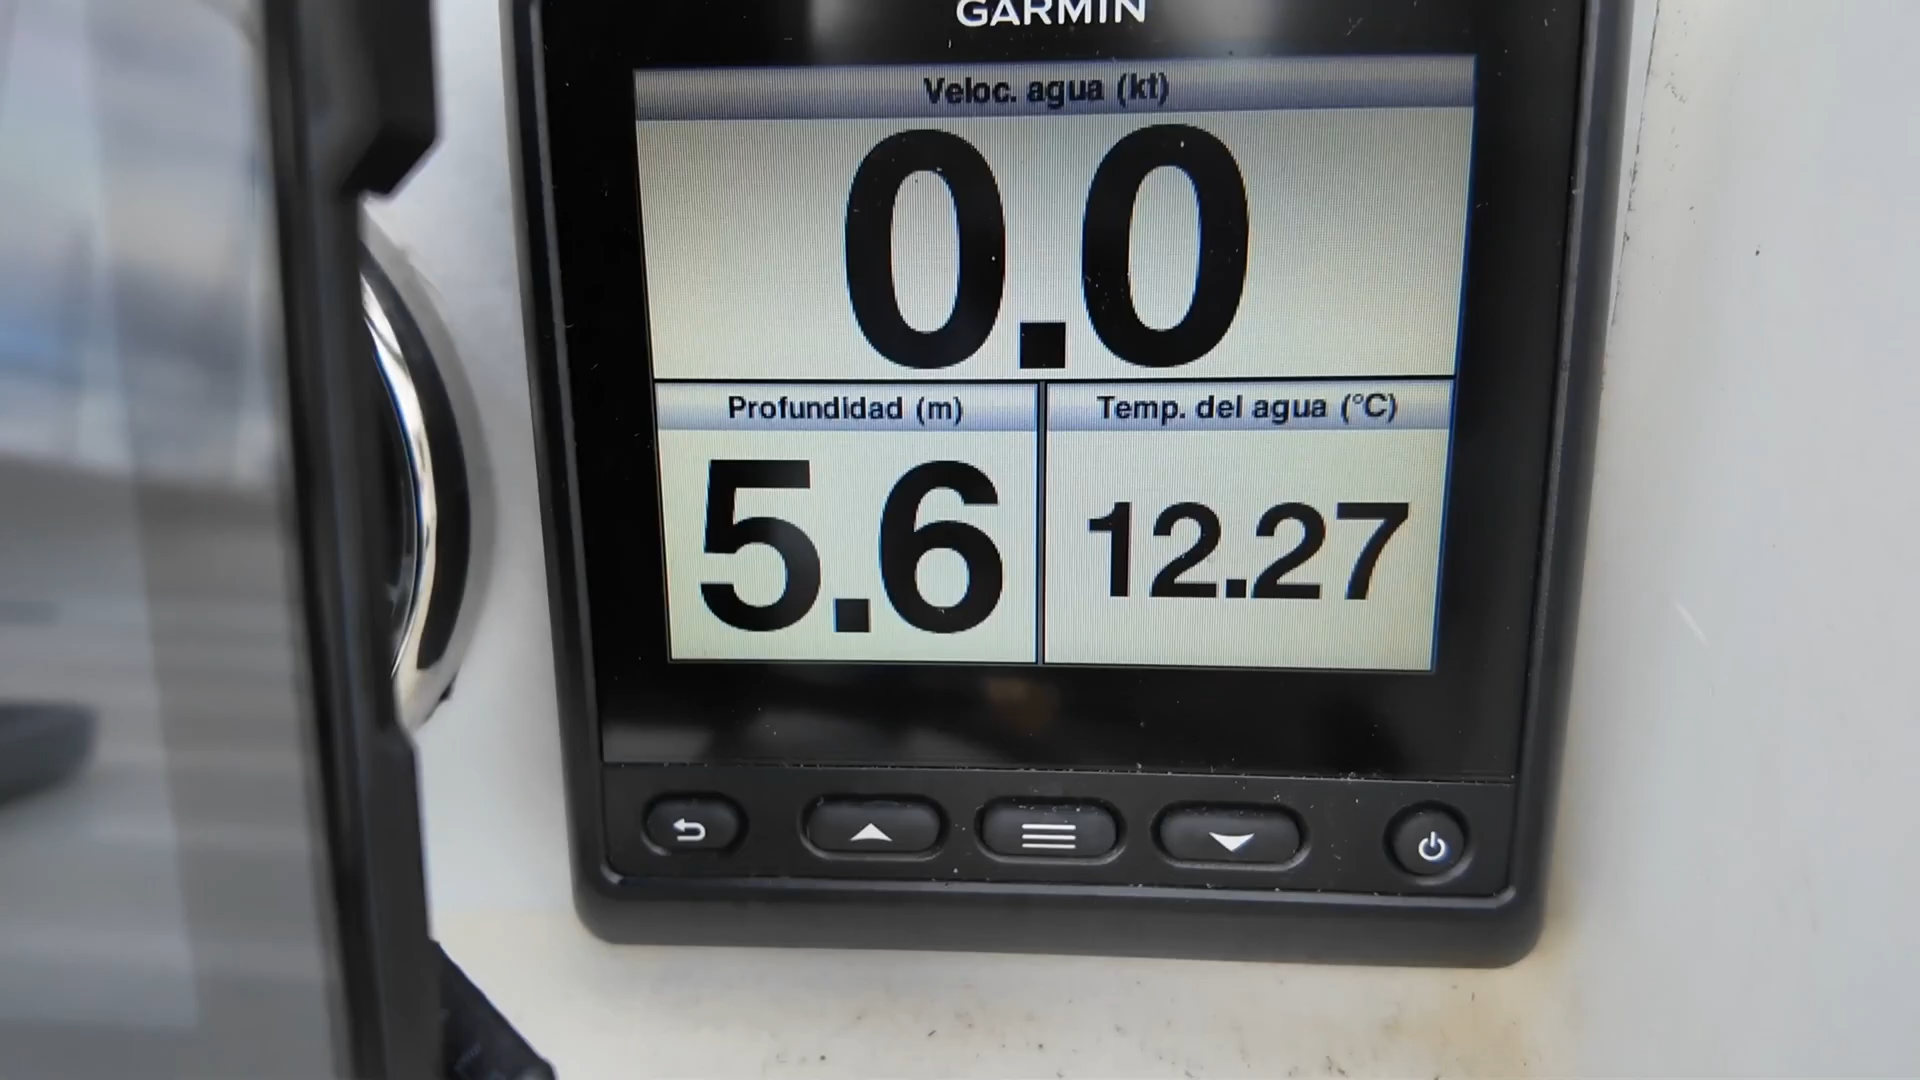 GARMIN
Veloc. agua (kt)
0.0
Profundidad (m)
Temp. del agua (°C)
5.6
12.27